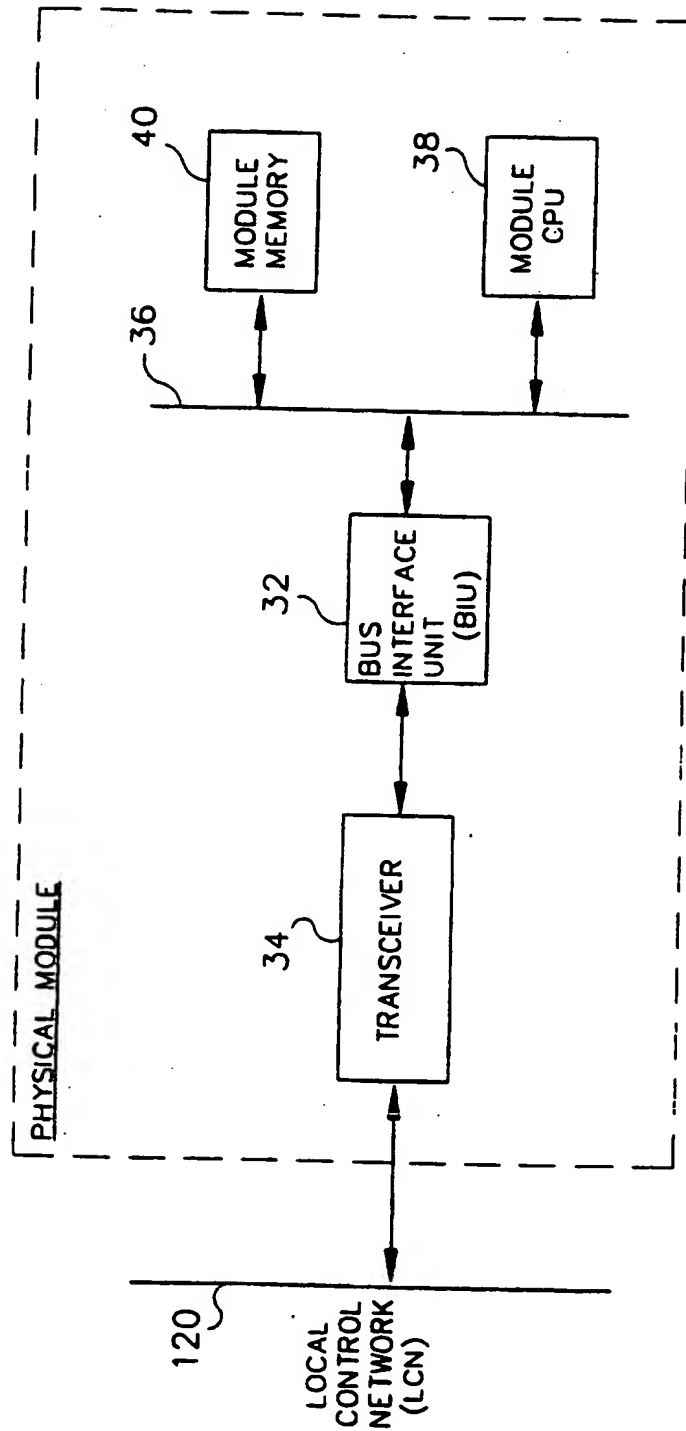 PHYSICAL MODULE
120
LOCAL
CONTROL
NETWORK
(LCN)
34
TRANSCEIVER
32
BUS
INTERFACE
UNIT
(BIU)
36
40
MODULE
MEMORY
38
MODULE
CPU